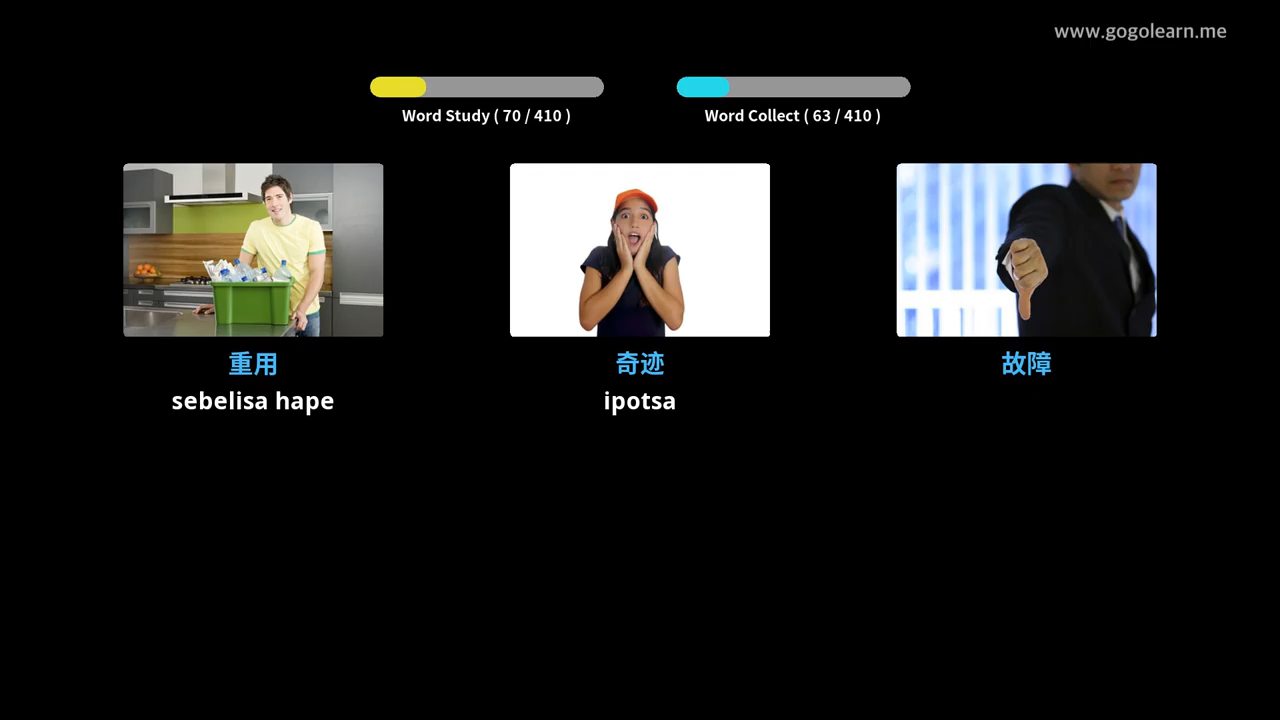 www.gogolearn.me
Word Study ( 70 / 410 )
Word Collect ( 63 / 410 )
重用
sebelisa hape
奇迹
ipotsa
故障